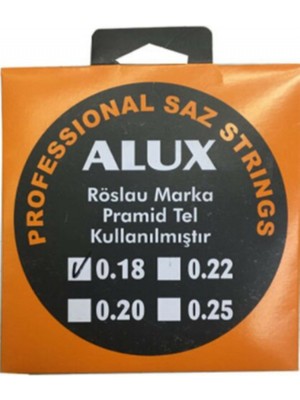 PROFESSIONAL SAZ STRINGS
ALUX
Röslau Marka
Pramid Tel
Kullanılmıştır
0.18 0.22
0.20 0.25